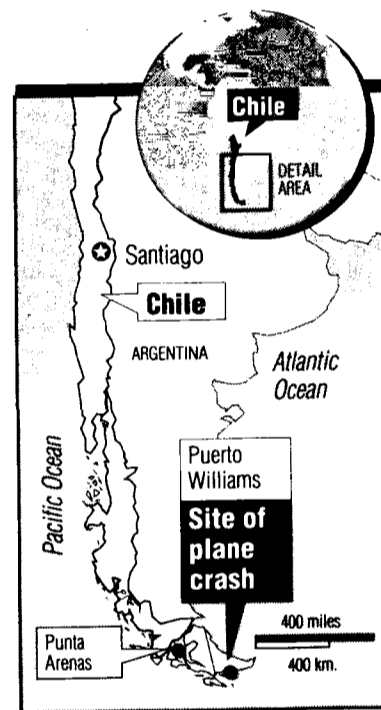 Chile
DETAIL
AREA
Santiago
Chile
ARGENTINA
Atlantic
Ocean
Pacific Ocean
Puerto
Williams
Site of
plane
crash
Punta
Arenas
400 miles
400 km.